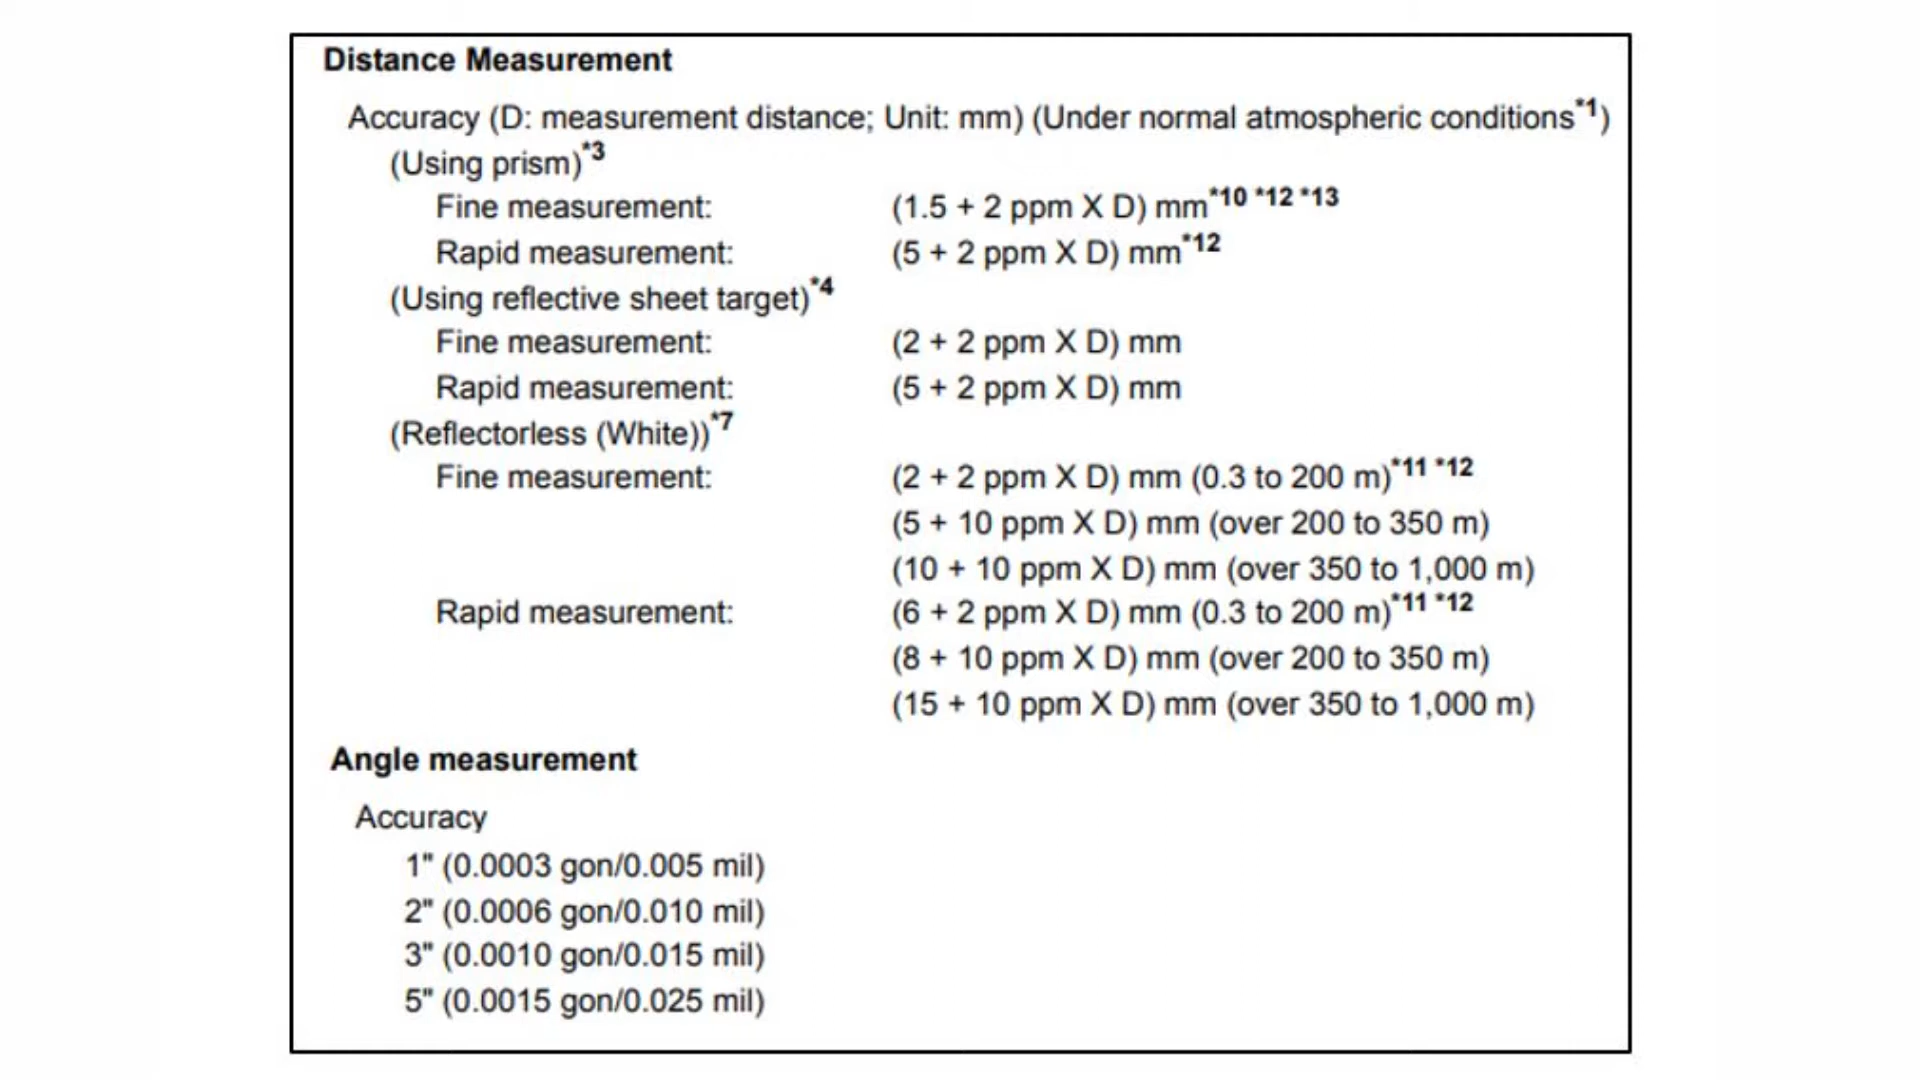 Distance Measurement
Accuracy (D: measurement distance; Unit: mm) (Under normal atmospheric conditions*1)
(Using prism)*3
Fine measurement: (1.5 + 2 ppm X D) mm*10 *12 *13
Rapid measurement: (5 + 2 ppm X D) mm*12
(Using reflective sheet target)*4
Fine measurement: (2 + 2 ppm X D) mm
Rapid measurement: (5 + 2 ppm X D) mm
(Reflectorless (White))*7
Fine measurement: (2 + 2 ppm X D) mm (0.3 to 200 m)*11 *12
(5 + 10 ppm X D) mm (over 200 to 350 m)
(10 + 10 ppm X D) mm (over 350 to 1,000 m)
Rapid measurement: (6 + 2 ppm X D) mm (0.3 to 200 m)*11 *12
(8 + 10 ppm X D) mm (over 200 to 350 m)
(15 + 10 ppm X D) mm (over 350 to 1,000 m)
Angle measurement
Accuracy
1" (0.0003 gon/0.005 mil)
2" (0.0006 gon/0.010 mil)
3" (0.0010 gon/0.015 mil)
5" (0.0015 gon/0.025 mil)